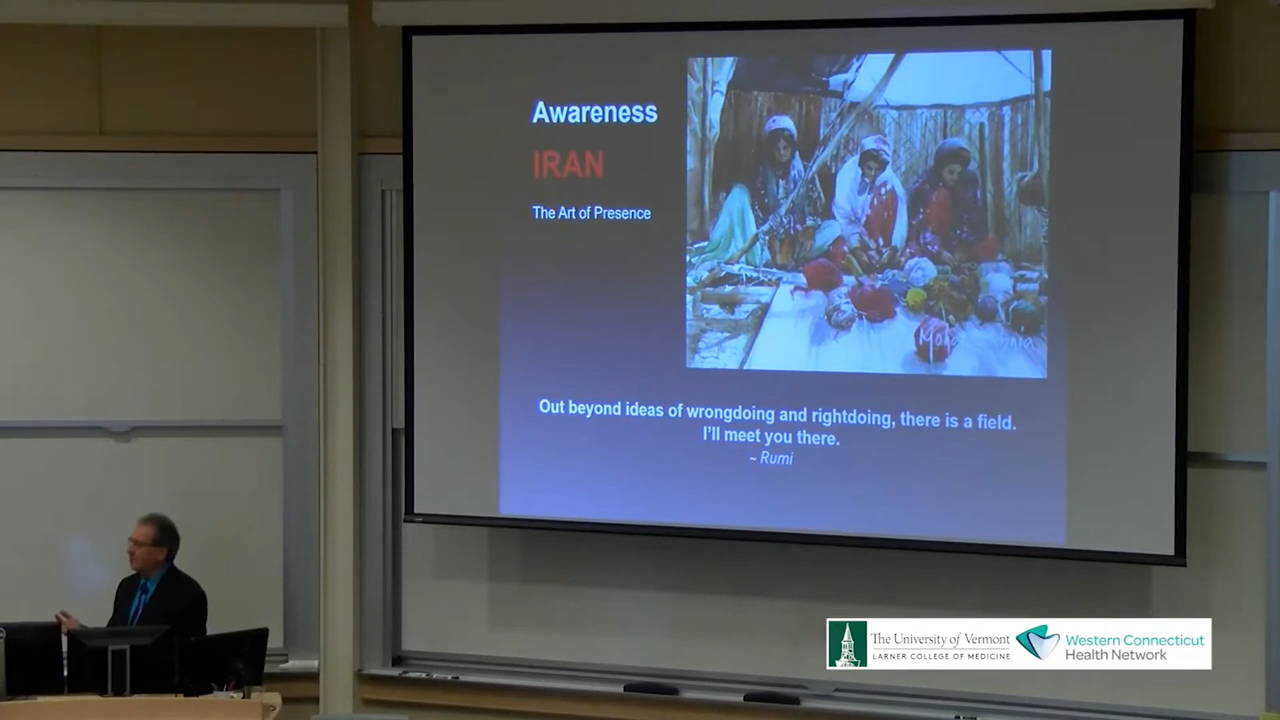 Awareness
IRAN
The Art of Presence
Out beyond ideas of wrongdoing and rightdoing, there is a field.
I'll meet you there.
~ Rumi
The University of Vermont
LARNER COLLEGE OF MEDICINE
Western Connecticut
Health Network